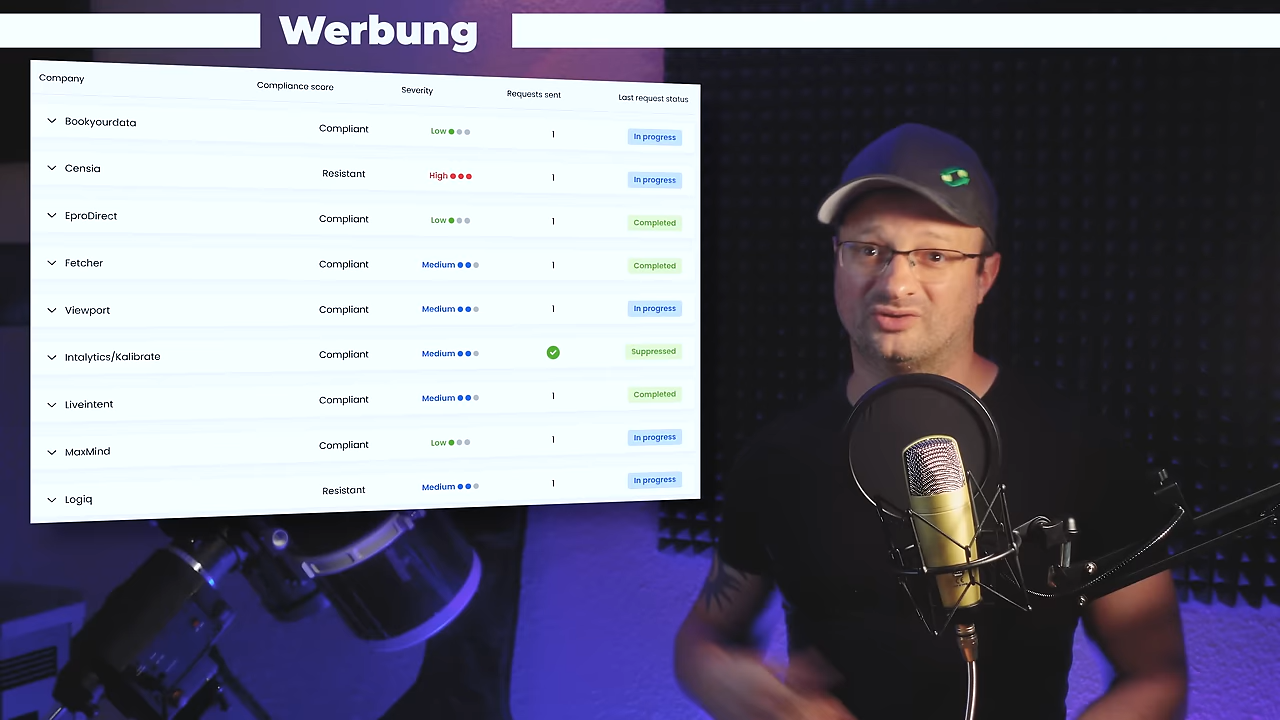 Werbung
Company Compliance score Severity Requests sent Last request status
Bookyourdata Compliant Low 1 In progress
Censia Resistant High 1 In progress
EproDirect Compliant Low 1 Completed
Fetcher Compliant Medium 1 Completed
Viewport Compliant Medium 1 In progress
Intalytics/Kalibrate Compliant Medium Suppressed
Liveintent Compliant Medium 1 Completed
MaxMind Compliant Low 1 In progress
Logiq Resistant Medium 1 In progress